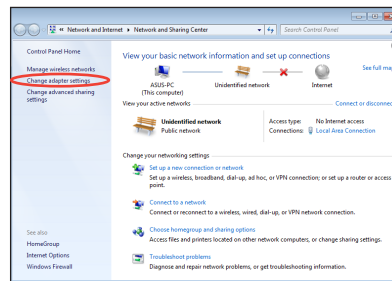 « Network and Internet ▸ Network and Sharing Center
Search Control Panel
Control Panel Home
Manage wireless networks
Change adapter settings
Change advanced sharing
settings
See also
HomeGroup
Internet Options
Windows Firewall
View your basic network information and set up connections
See full map
ASUS-PC
(This computer)
Unidentified network
Internet
View your active networks
Connect or disconnect
Unidentified network
Public network
Access type: No Internet access
Connections: Local Area Connection
Change your networking settings
Set up a new connection or network
Set up a wireless, broadband, dial-up, ad hoc, or VPN connection; or set up a router or access
point.
Connect to a network
Connect or reconnect to a wireless, wired, dial-up, or VPN network connection.
Choose homegroup and sharing options
Access files and printers located on other network computers, or change sharing settings.
Troubleshoot problems
Diagnose and repair network problems, or get troubleshooting information.